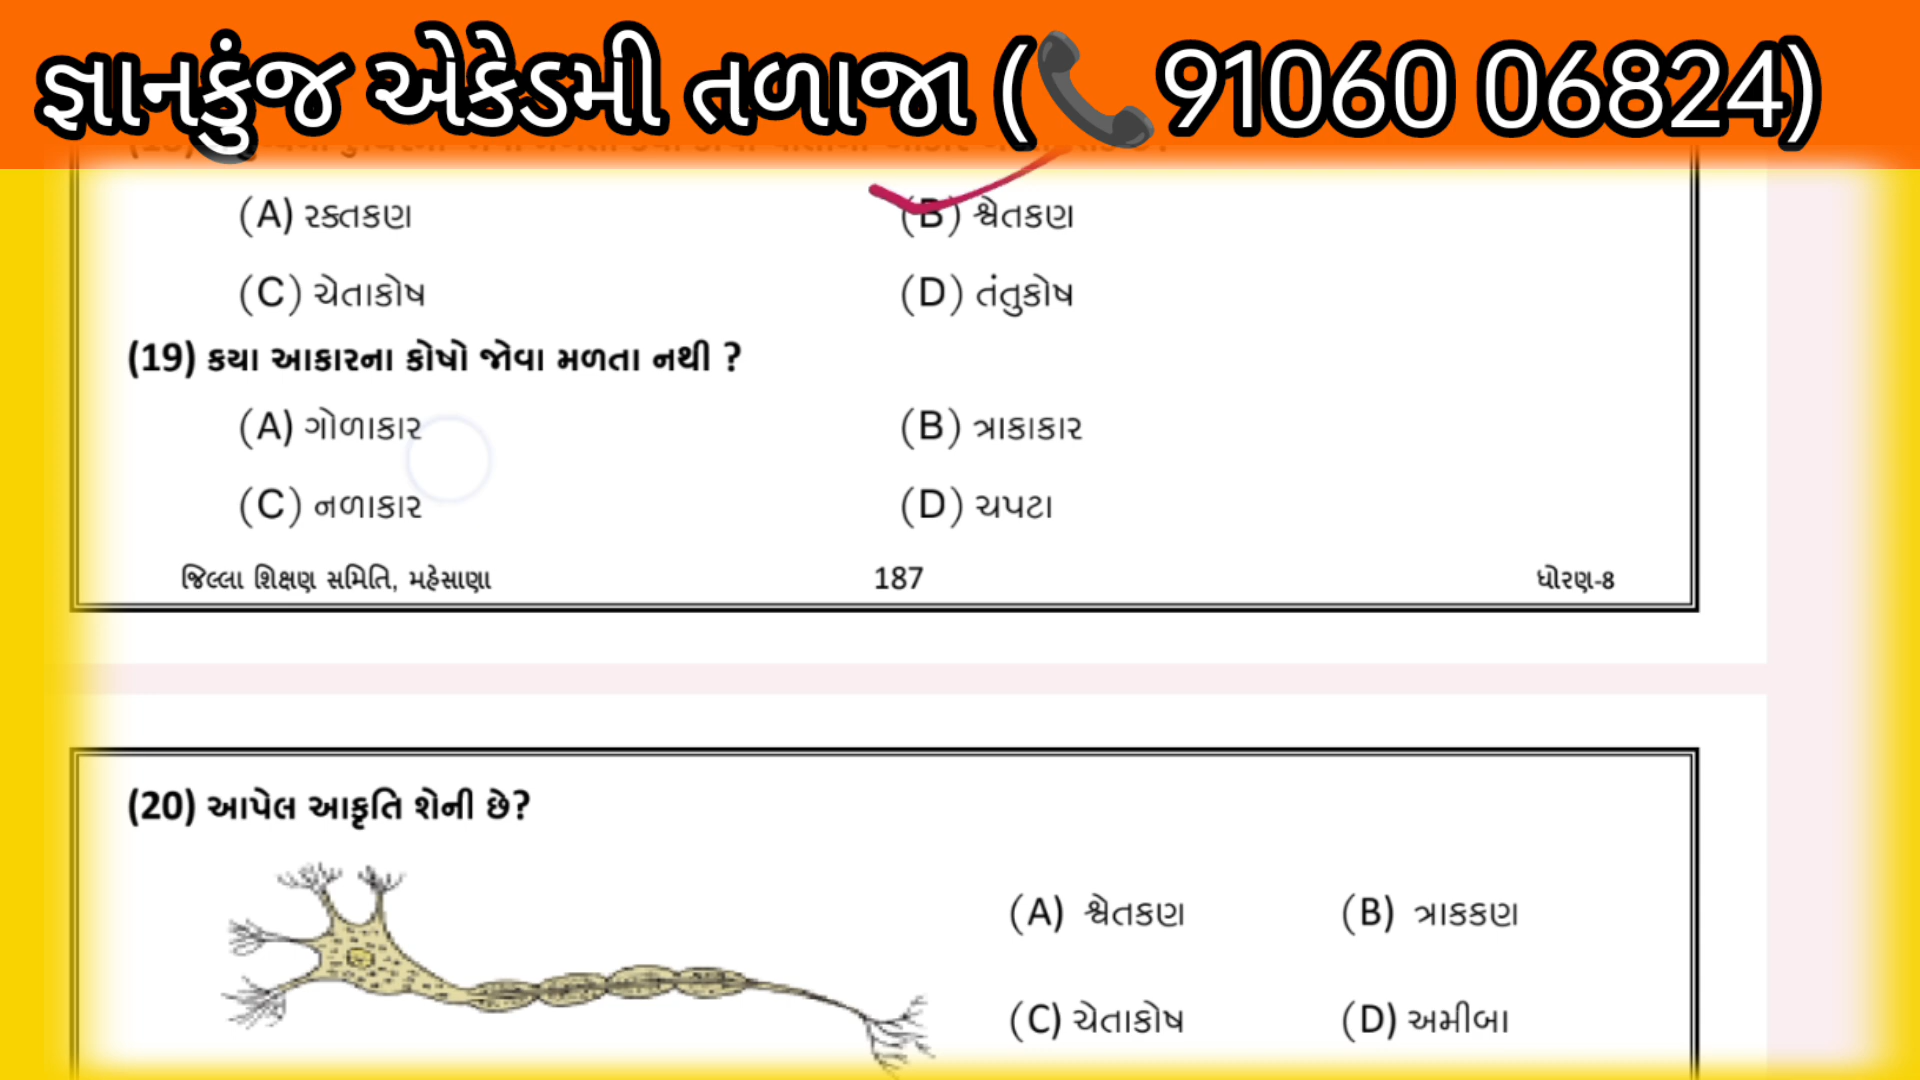 જ્ઞાનકુંજ એકેડમી તળાજા (📞91060 06824)
(A) રક્તકણ (B) શ્વેતકણ
(C) ચેતાકોષ (D) તંતુકોષ
(19) કયા આકારના કોષો જોવા મળતા નથી ?
(A) ગોળાકાર (B) ત્રાકાકાર
(C) નળાકાર (D) ચપટા
જિલ્લા શિક્ષણ સમિતિ, મહેસાણા 187 ધોરણ-8
(20) આપેલ આકૃતિ શેની છે?
(A) શ્વેતકણ (B) ત્રાકકણ
(C) ચેતાકોષ (D) અમીબા